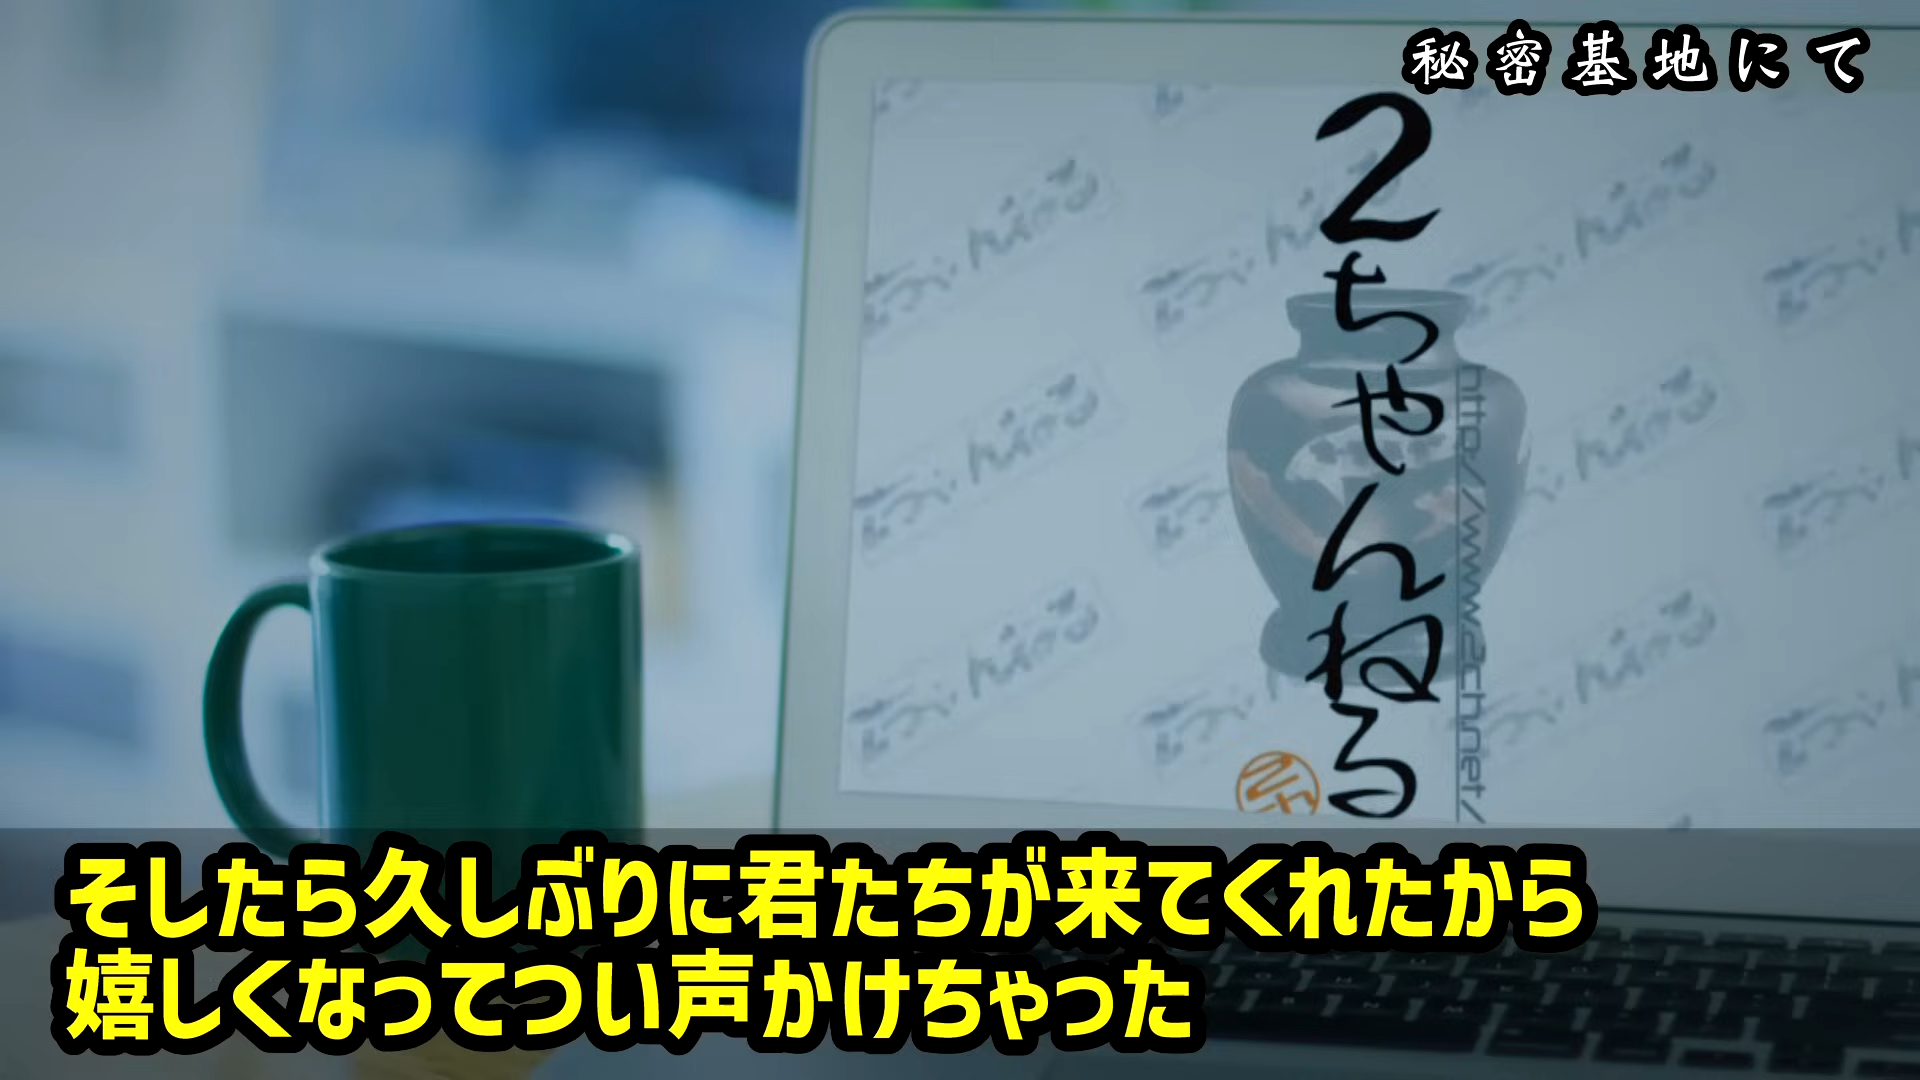 秘密基地にて
2ちゃんねる
http://www.2ch.net/
そしたら久しぶりに君たちが来てくれたから
嬉しくなってつい声かけちゃった